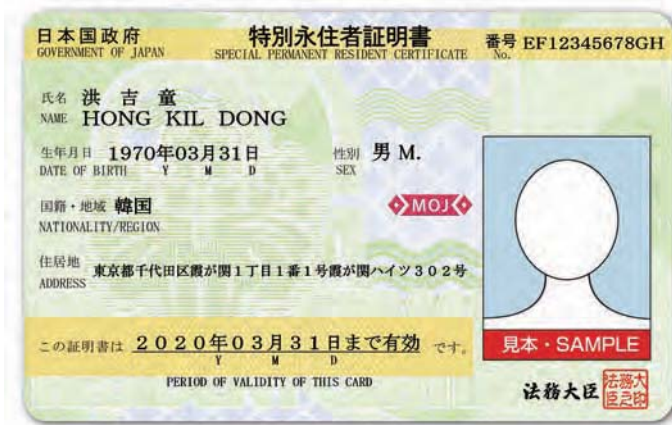 日本国政府 特別永住者証明書 番号 EF12345678GH
GOVERNMENT OF JAPAN SPECIAL PERMANENT RESIDENT CERTIFICATE No.
氏名 洪 吉 童
NAME HONG KIL DONG
生年月日 1970年03月31日 性別 男 M.
DATE OF BIRTH Y M D SEX
国籍・地域 韓国
NATIONALITY/REGION
MOJ
住居地 東京都千代田区霞が関1丁目1番1号霞が関ハイツ302号
ADDRESS
この証明書は 2020年03月31日まで有効 です。
Y M D
PERIOD OF VALIDITY OF THIS CARD
見本・SAMPLE
法務大臣 法務大臣之印